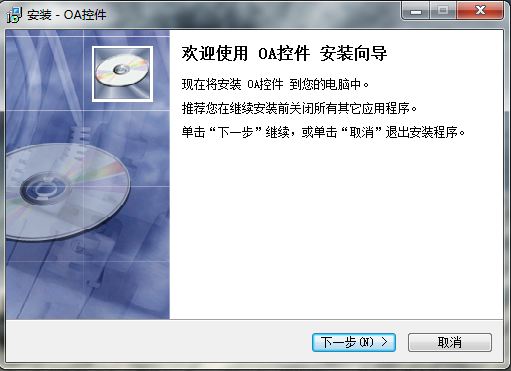 安装 - OA控件
欢迎使用 OA控件 安装向导
现在将安装 OA控件 到您的电脑中。
推荐您在继续安装前关闭所有其它应用程序。
单击“下一步”继续，或单击“取消”退出安装程序。
下一步(N) >
取消